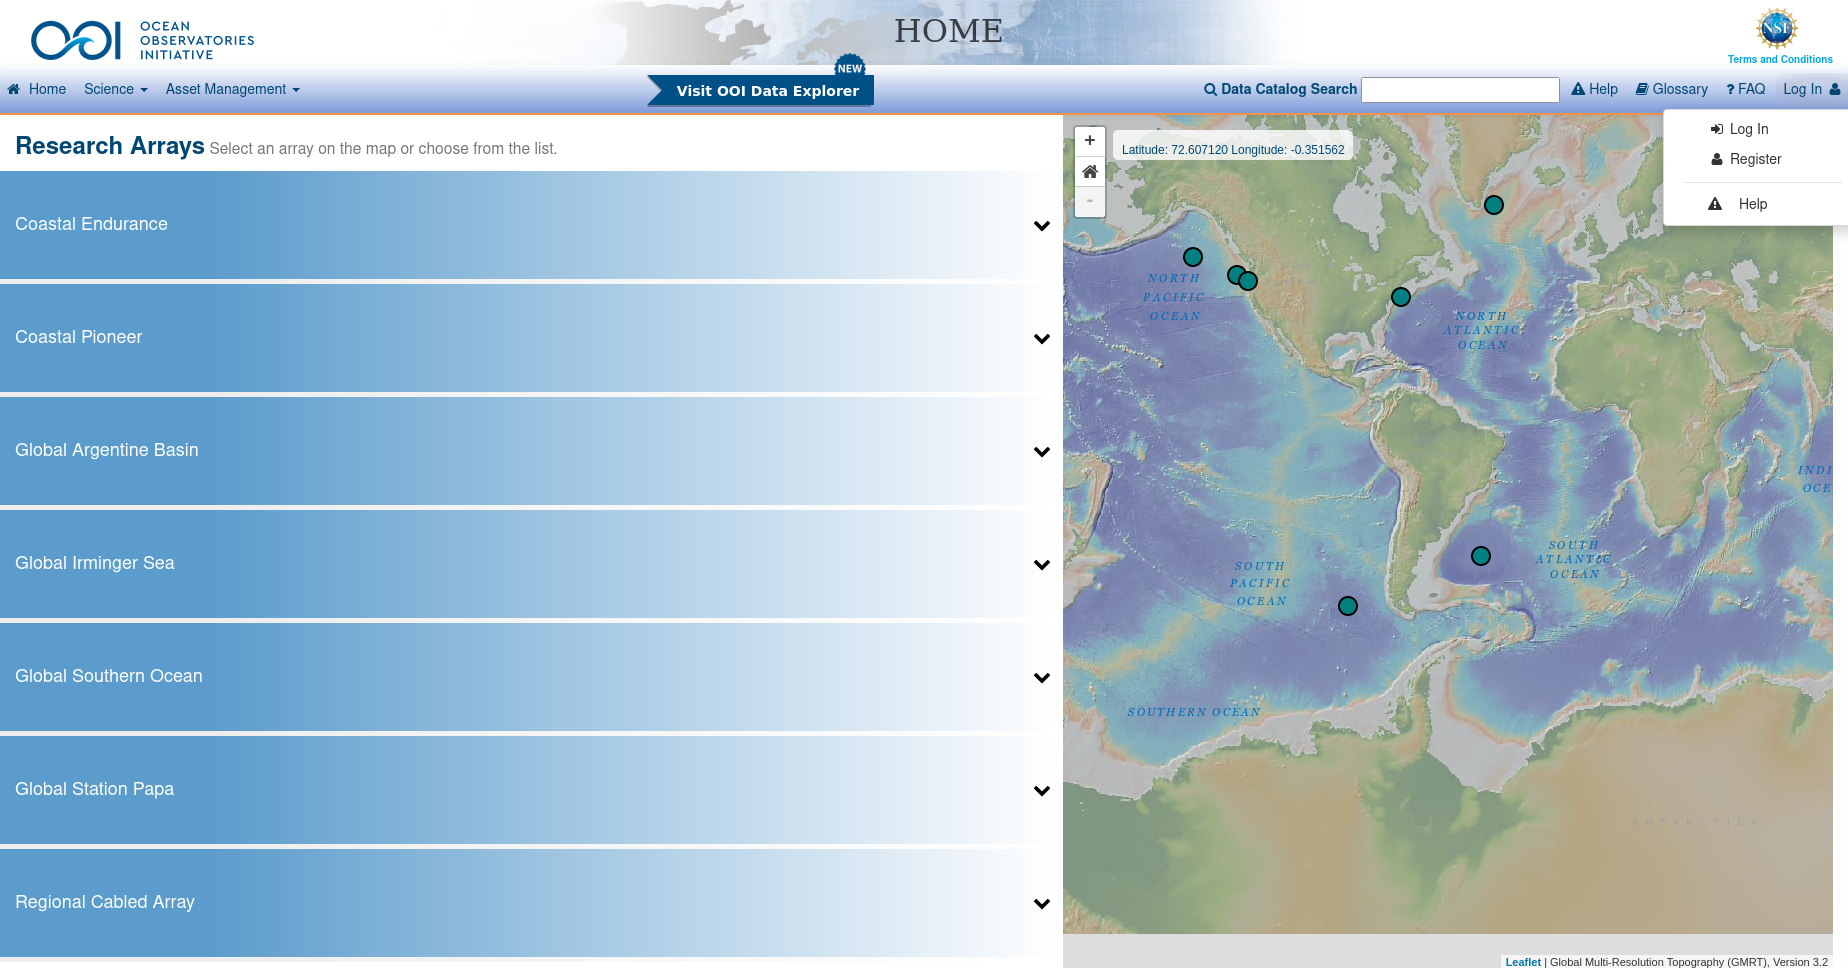 OCEAN
OBSERVATORIES
INITIATIVE
HOME
NSF
Terms and Conditions
Home Science Asset Management
NEW
Visit OOI Data Explorer
Data Catalog Search Help Glossary ? FAQ Log In
Log In
Register
Help
Research Arrays Select an array on the map or choose from the list.
Coastal Endurance
Coastal Pioneer
Global Argentine Basin
Global Irminger Sea
Global Southern Ocean
Global Station Papa
Regional Cabled Array
+
-
Latitude: 72.607120 Longitude: -0.351562
NORTH
PACIFIC
OCEAN
NORTH
ATLANTIC
OCEAN
INDI
OCE
SOUTH
PACIFIC
OCEAN
SOUTH
ATLANTIC
OCEAN
SOUTHERN OCEAN
ANTARCTICA
Leaflet | Global Multi-Resolution Topography (GMRT), Version 3.2